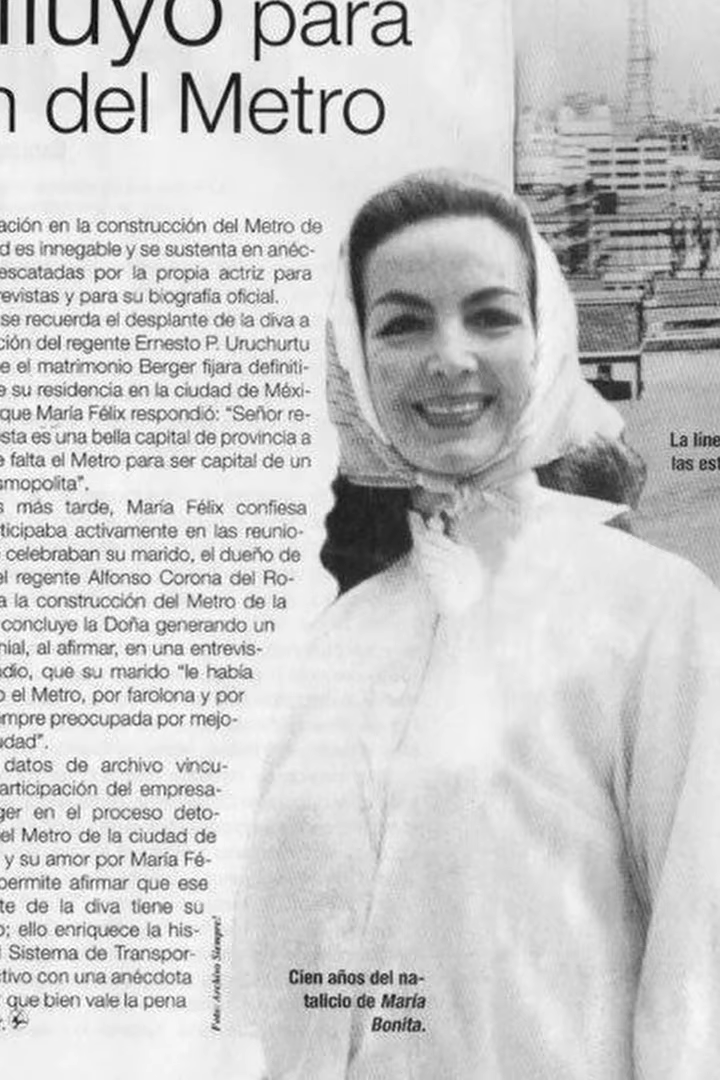 lluyó para
n del Metro
ación en la construcción del Metro de
d es innegable y se sustenta en anéc-
escatadas por la propia actriz para
evistas y para su biografía oficial.
se recuerda el desplante de la diva a
ción del regente Ernesto P. Uruchurtu
e el matrimonio Berger fijara definiti-
e su residencia en la ciudad de Méxi-
que María Félix respondió: “Señor re-
esta es una bella capital de provincia a
e falta el Metro para ser capital de un
smopolita”.
s más tarde, María Félix confiesa
ticipaba activamente en las reunio-
celebraban su marido, el dueño de
el regente Alfonso Corona del Ro-
a la construcción del Metro de la
concluye la Doña generando un
nial, al afirmar, en una entrevis-
adio, que su marido “le había
o el Metro, por farolona y por
empre preocupada por mejo-
udad”.
datos de archivo vincu-
articipación del empresa-
ger en el proceso deto-
el Metro de la ciudad de
y su amor por María Fé-
permite afirmar que ese
te de la diva tiene su
o; ello enriquece la his-
l Sistema de Transpor-
ctivo con una anécdota
que bien vale la pena
r.
Foto: Archivo Siempre!
Cien años del na-
talicio de María
Bonita.
La líne
las est